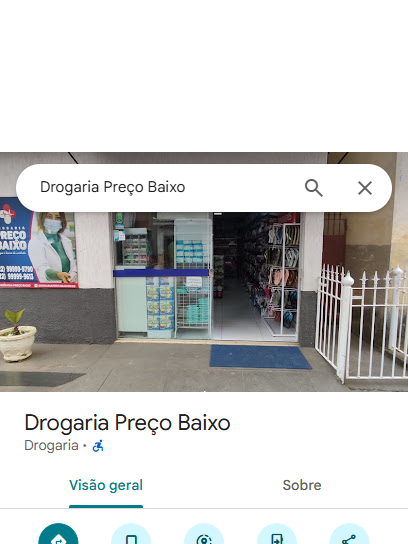 Drogaria Preço Baixo
DROGARIA
PREÇO
BAIXO
Drogaria Preço Baixo
Drogaria •
Visão geral
Sobre